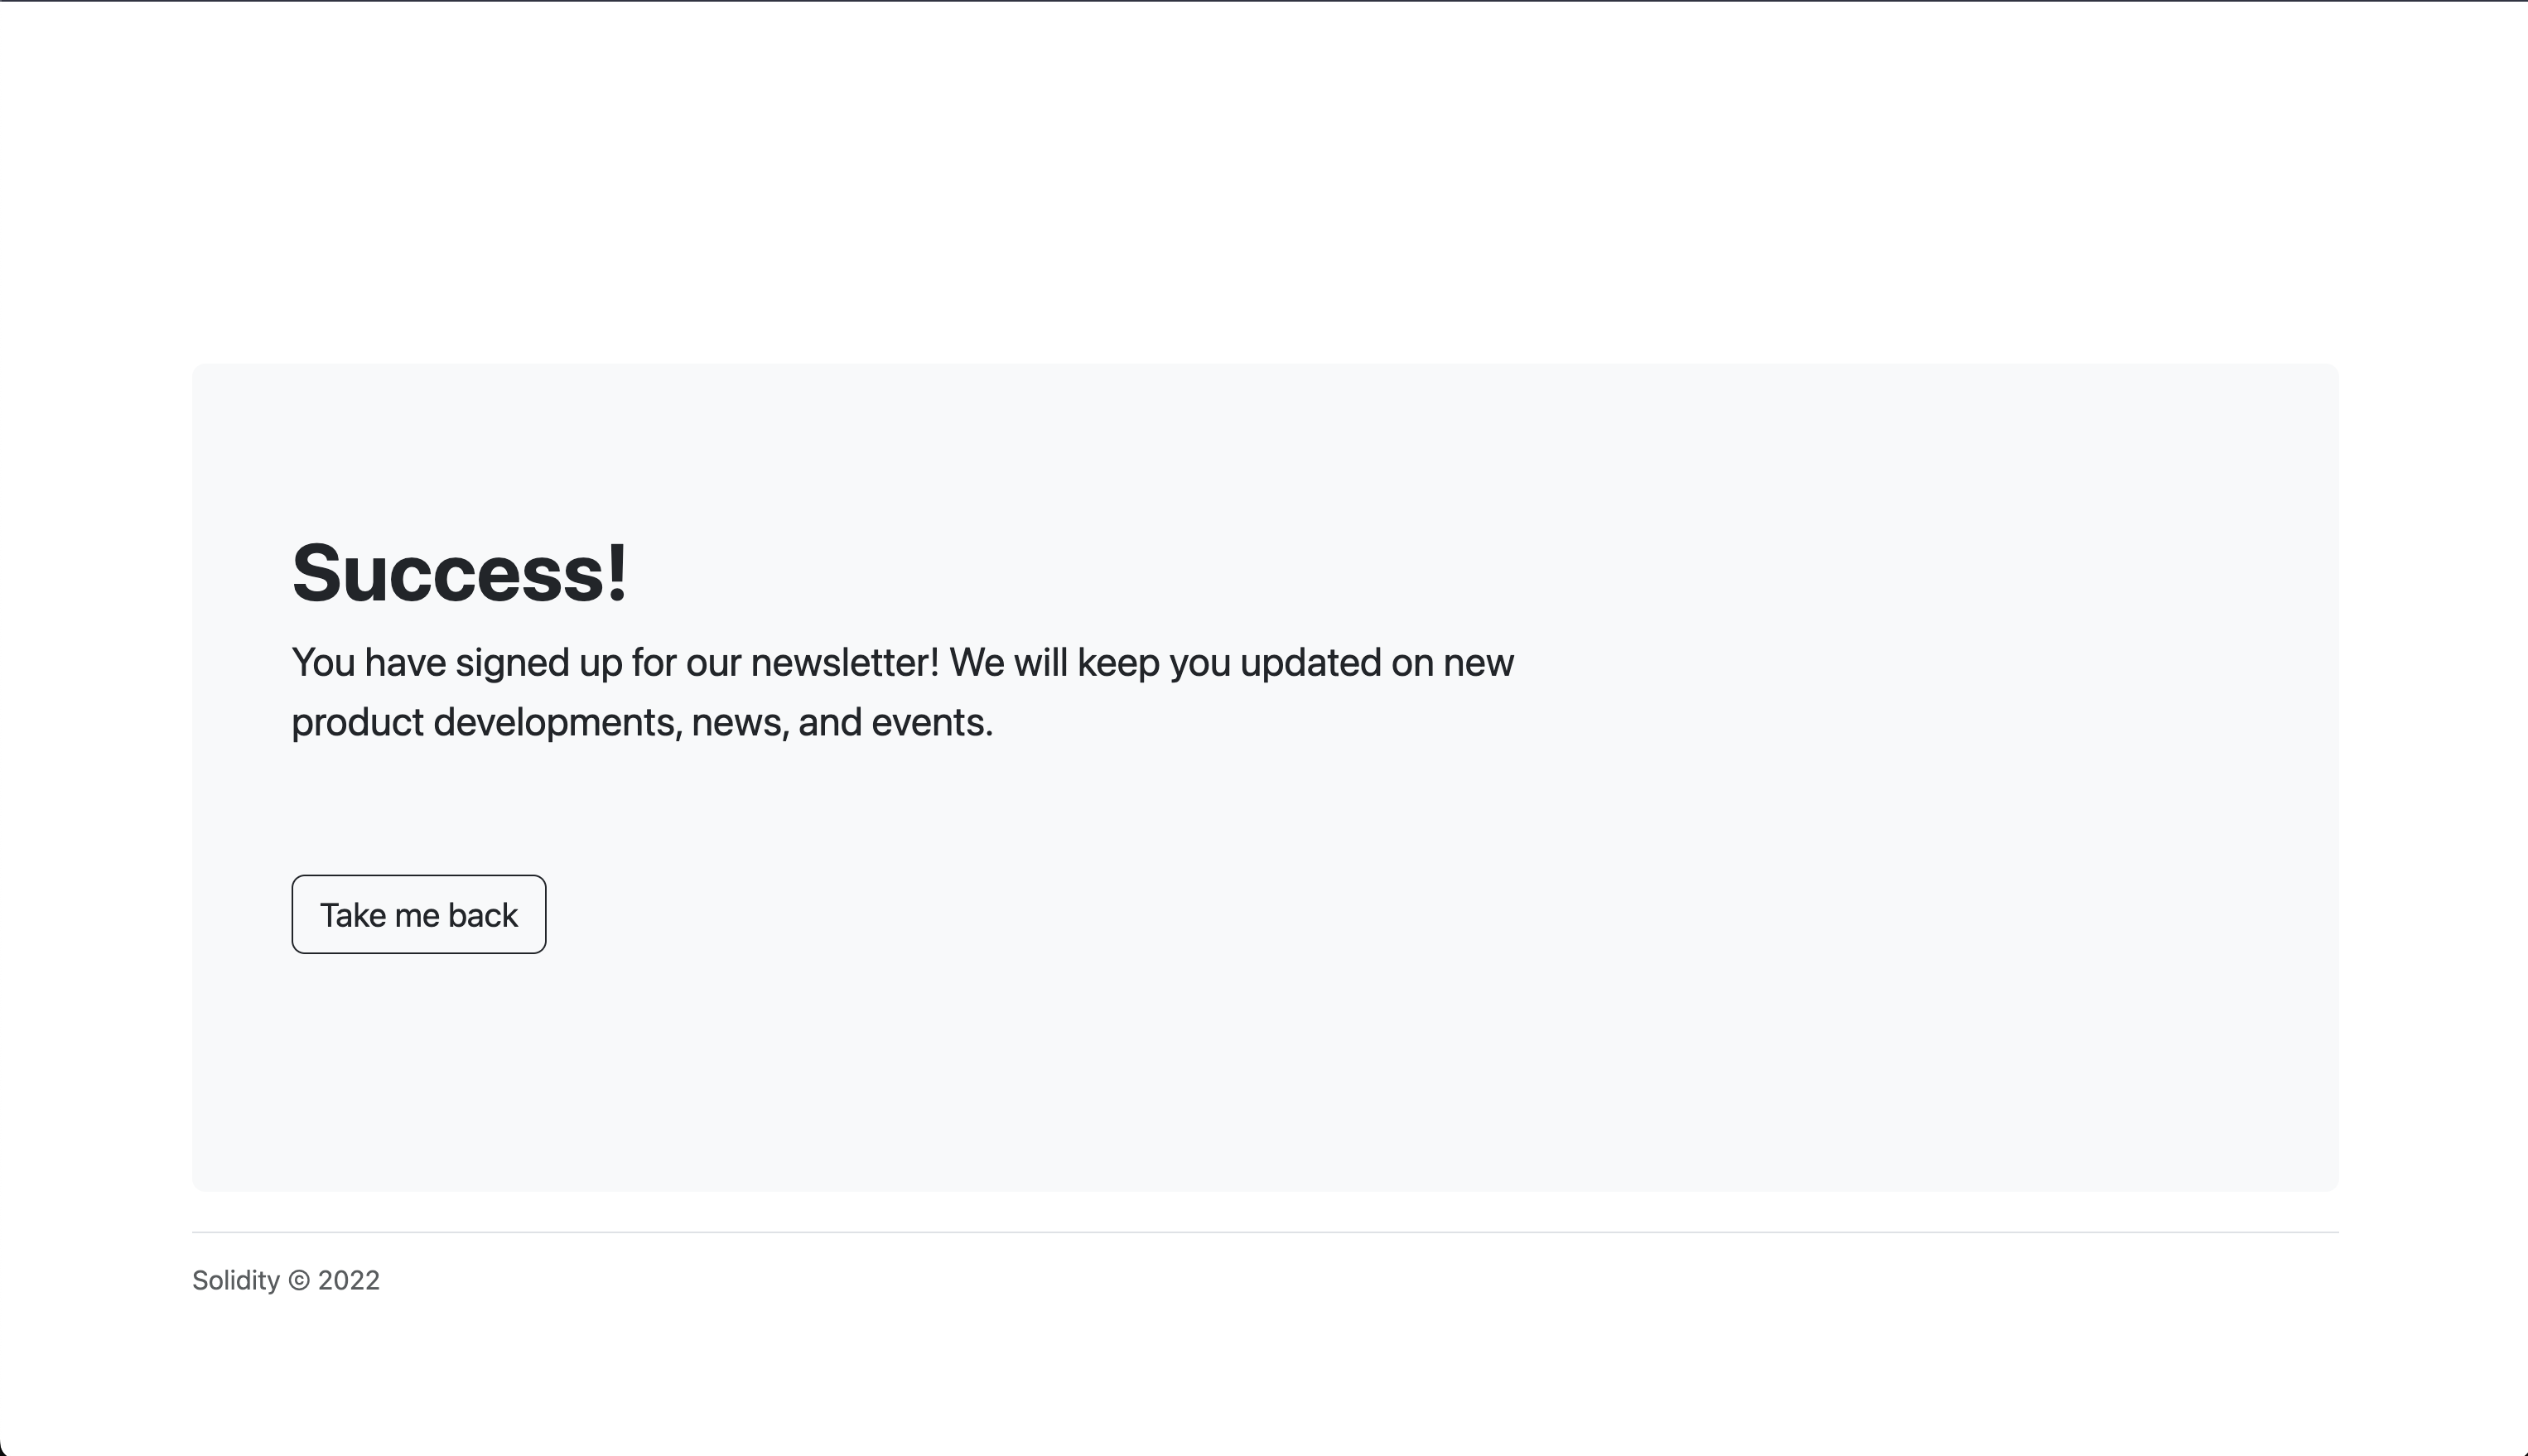 Success!
You have signed up for our newsletter! We will keep you updated on new
product developments, news, and events.
Take me back
Solidity © 2022